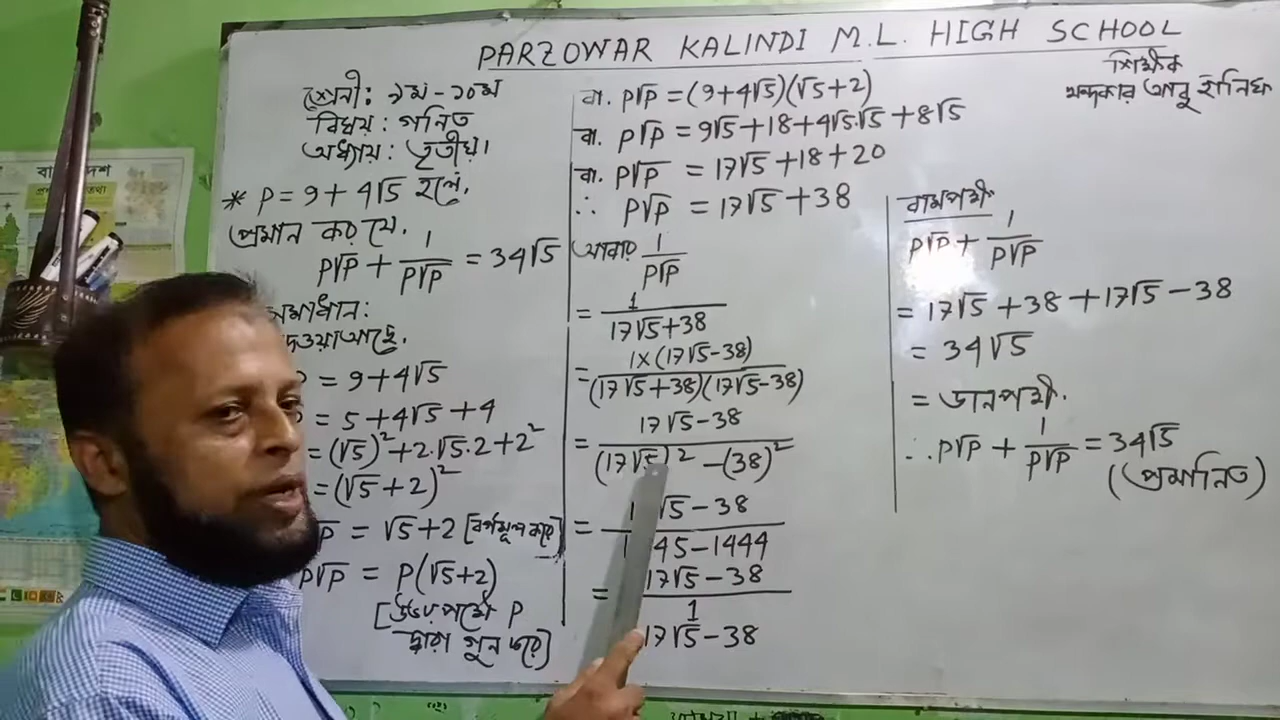 PARZOWAR KALINDI M.L. HIGH SCHOOL
শিক্ষক
খন্দকার আবু হানিফ
শ্রেনী: ৯ম-১০ম
বিষয়: গনিত
অধ্যায়: তৃতীয়।
* P = 9 + 4√5 হলে,
প্রমান কর যে,
P√P + 1/P√P = 34√5
সমাধান:
দেওয়া আছে,
= 9 + 4√5
= 5 + 4√5 + 4
= (√5)² + 2.√5.2 + 2²
= (√5 + 2)²
√P = √5 + 2 [বর্গমূল করে]
P√P = P(√5+2)
[উভয় পক্ষে P
দ্বারা গুন করে]
বা. P√P = (9+4√5)(√5+2)
বা. P√P = 9√5+18+4√5.√5+8√5
বা. P√P = 17√5+18+20
∴ P√P = 17√5+38
আবার 1/P√P
= 1/17√5+38
= 1×(17√5-38)/(17√5+38)(17√5-38)
= 17√5-38/(17√5)²-(38)²
= 1 √5-38/1 45-1444
= 17√5-38/1
17√5-38
বামপক্ষ
P√P + 1/P√P
= 17√5+38+17√5-38
= 34√5
= ডানপক্ষ.
∴ P√P + 1/P√P = 34√5
(প্রমানিত)